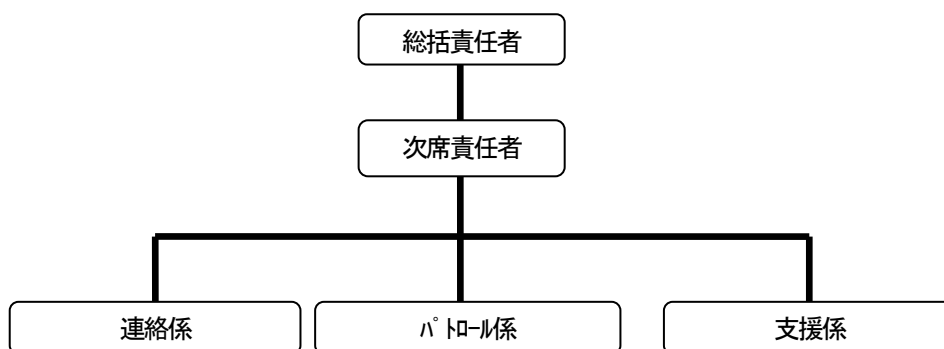 総括責任者
次席責任者
連絡係
ﾊﾟﾄﾛｰﾙ係
支援係